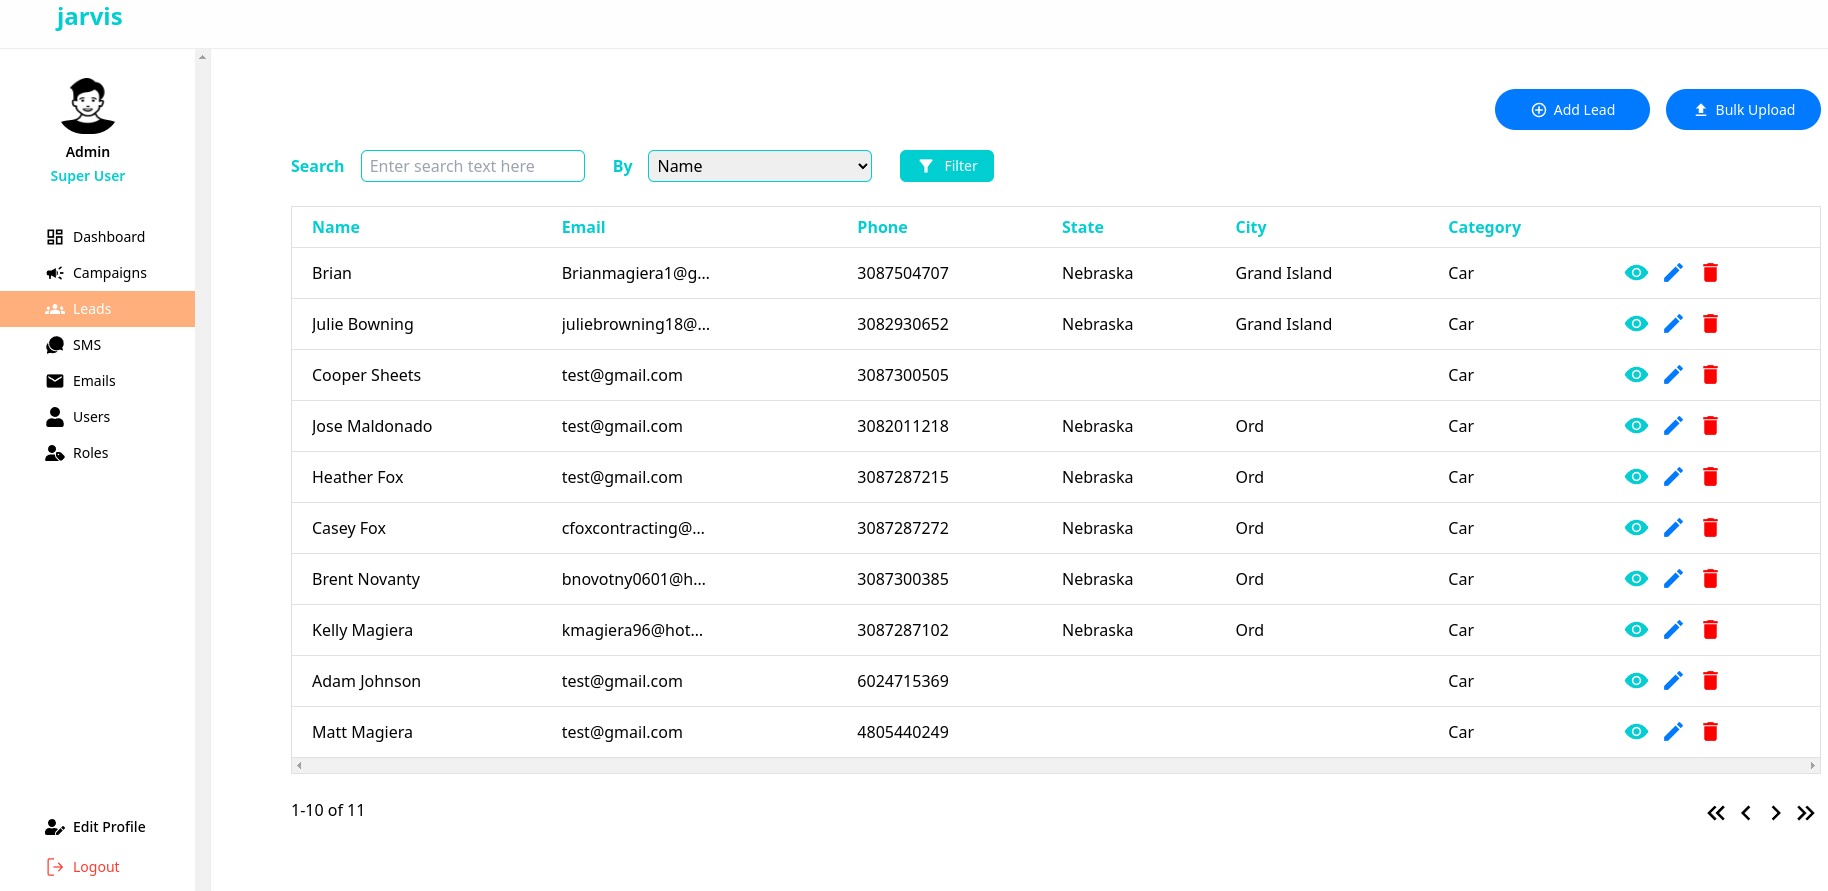 jarvis
Admin
Super User
Dashboard
Campaigns
Leads
SMS
Emails
Users
Roles
Edit Profile
Logout
Add Lead Bulk Upload
Search Enter search text here By Name Filter
Name Email Phone State City Category
Brian Brianmagiera1@g... 3087504707 Nebraska Grand Island Car
Julie Bowning juliebrowning18@... 3082930652 Nebraska Grand Island Car
Cooper Sheets test@gmail.com 3087300505 Car
Jose Maldonado test@gmail.com 3082011218 Nebraska Ord Car
Heather Fox test@gmail.com 3087287215 Nebraska Ord Car
Casey Fox cfoxcontracting@... 3087287272 Nebraska Ord Car
Brent Novanty bnovotny0601@h... 3087300385 Nebraska Ord Car
Kelly Magiera kmagiera96@hot... 3087287102 Nebraska Ord Car
Adam Johnson test@gmail.com 6024715369 Car
Matt Magiera test@gmail.com 4805440249 Car
1-10 of 11